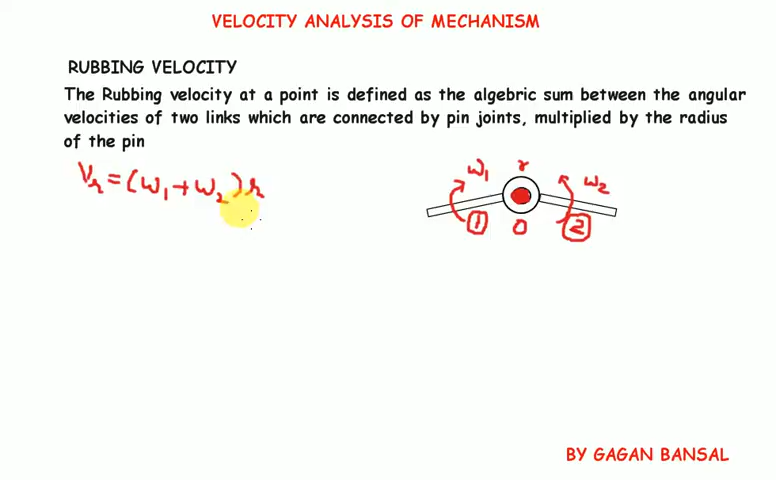 VELOCITY ANALYSIS OF MECHANISM
RUBBING VELOCITY
The Rubbing velocity at a point is defined as the algebric sum between the angular
velocities of two links which are connected by pin joints, multiplied by the radius
of the pin
Vr = (ω1 + ω2) r
ω1 r ω2
1 O 2
BY GAGAN BANSAL